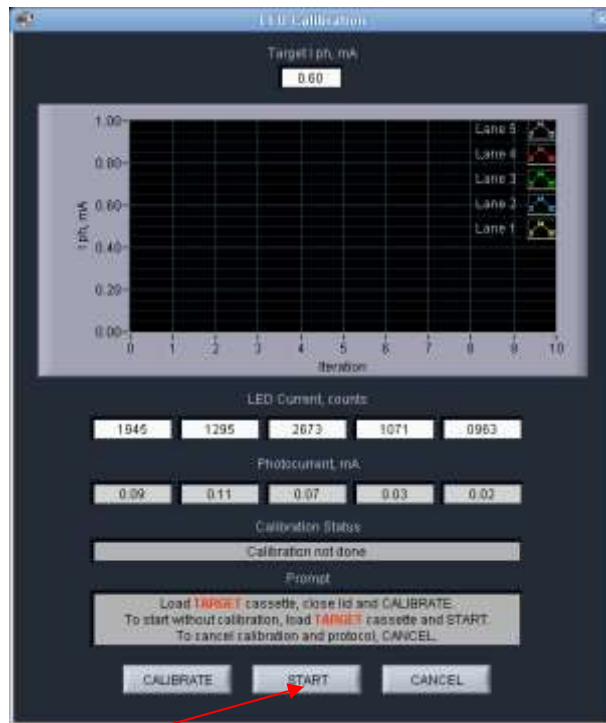 LED Calibration
Target I ph, mA
0.60
1.00
0.80
0.60
0.40
0.20
0.00
I ph, mA
Lane 5
Lane 4
Lane 3
Lane 2
Lane 1
0 1 2 3 4 5 6 7 8 9 10
Iteration
LED Current, counts
1945 1295 2673 1071 0963
Photocurrent, mA
0.09 0.11 0.07 0.03 0.02
Calibration Status
Calibration not done
Prompt
Load TARGET cassette, close lid and CALIBRATE.
To start without calibration, load TARGET cassette and START.
To cancel calibration and protocol, CANCEL.
CALIBRATE START CANCEL